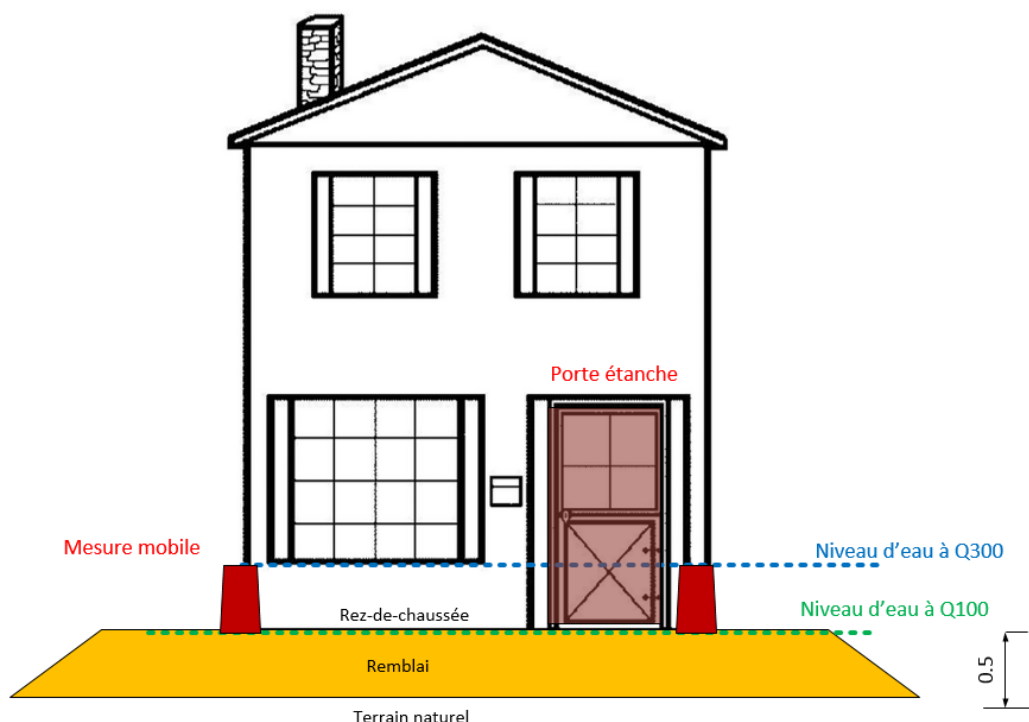 Porte étanche
Mesure mobile
Niveau d'eau à Q300
Rez-de-chaussée
Niveau d'eau à Q100
Remblai
0.5
Terrain naturel